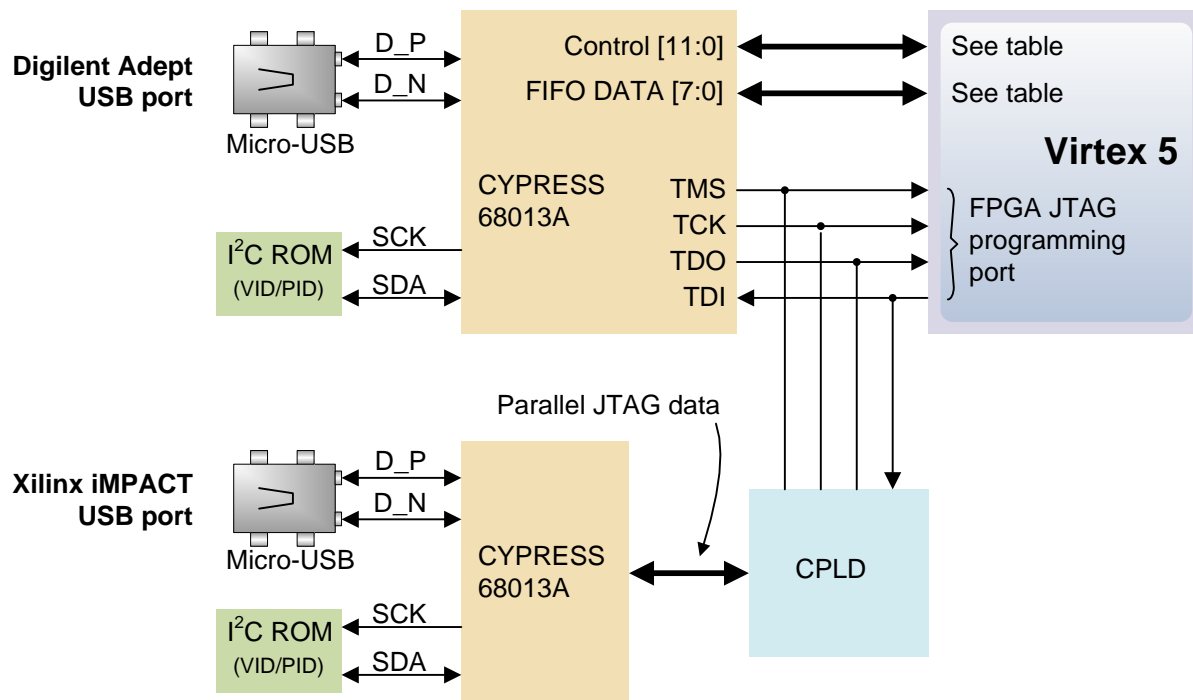 Digilent Adept
USB port
Micro-USB
D_P
D_N
CYPRESS
68013A
Control [11:0]
FIFO DATA [7:0]
TMS
TCK
TDO
TDI
See table
See table
Virtex 5
FPGA JTAG
programming
port
I²C ROM
(VID/PID)
SCK
SDA
Parallel JTAG data
Xilinx iMPACT
USB port
Micro-USB
D_P
D_N
CYPRESS
68013A
CPLD
I²C ROM
(VID/PID)
SCK
SDA